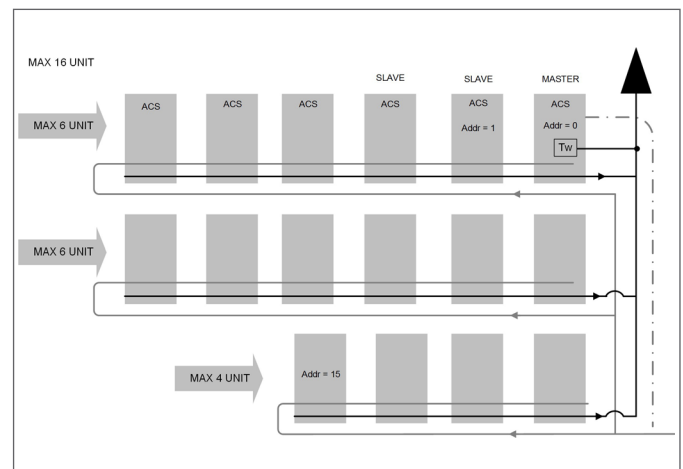 MAX 16 UNIT
SLAVE SLAVE MASTER
ACS ACS ACS ACS ACS ACS
MAX 6 UNIT
Addr = 1 Addr = 0
Tw
MAX 6 UNIT
MAX 4 UNIT
Addr = 15